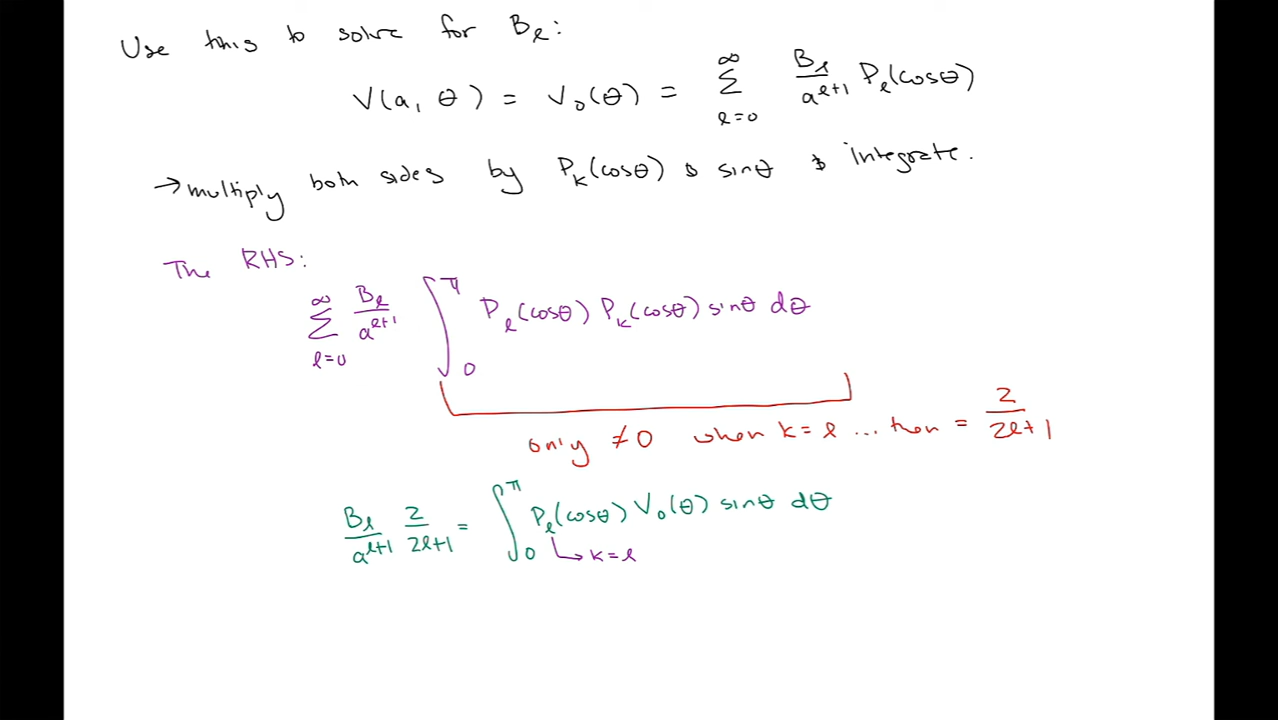 Use this to solve for Bℓ:
V(a, θ) = V₀(θ) = ∑_{ℓ=0}^{∞} Bℓ/a^{ℓ+1} Pℓ(cosθ)
→ multiply both sides by Pₖ(cosθ) & sinθ & integrate.
The RHS:
∑_{ℓ=0}^{∞} Bℓ/a^{ℓ+1} ∫₀^π Pℓ(cosθ) Pₖ(cosθ) sinθ dθ
only ≠0 when k=ℓ ... then = 2/(2ℓ+1)
Bℓ/a^{ℓ+1} 2/(2ℓ+1) = ∫₀^π Pℓ(cosθ) V₀(θ) sinθ dθ
↳ k=ℓ